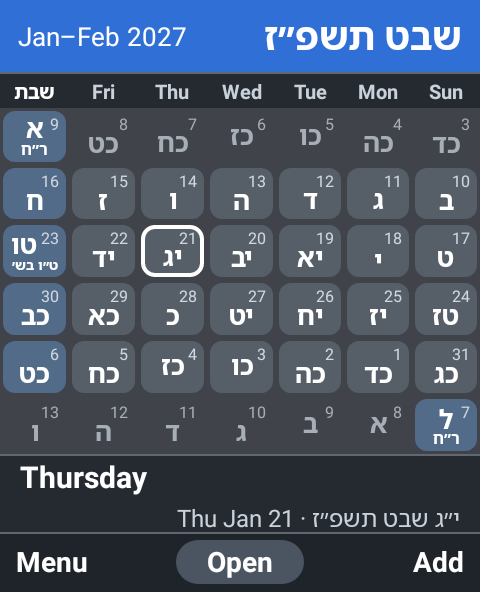 שבט תשפ״ז Jan–Feb 2027
Sun Mon Tue Wed Thu Fri שבת
3 כד 4 כה 5 כו 6 כז 7 כח 8 כט 9 א ר״ח
10 ב 11 ג 12 ד 13 ה 14 ו 15 ז 16 ח
17 ט 18 י 19 יא 20 יב 21 יג 22 יד 23 טו ט״ו בש׳
24 טז 25 יז 26 יח 27 יט 28 כ 29 כא 30 כב
31 כג 1 כד 2 כה 3 כו 4 כז 5 כח 6 כט
7 ל ר״ח 8 א 9 ב 10 ג 11 ד 12 ה 13 ו
Thursday
י״ג שבט תשפ״ז · Thu Jan 21
Menu Open Add